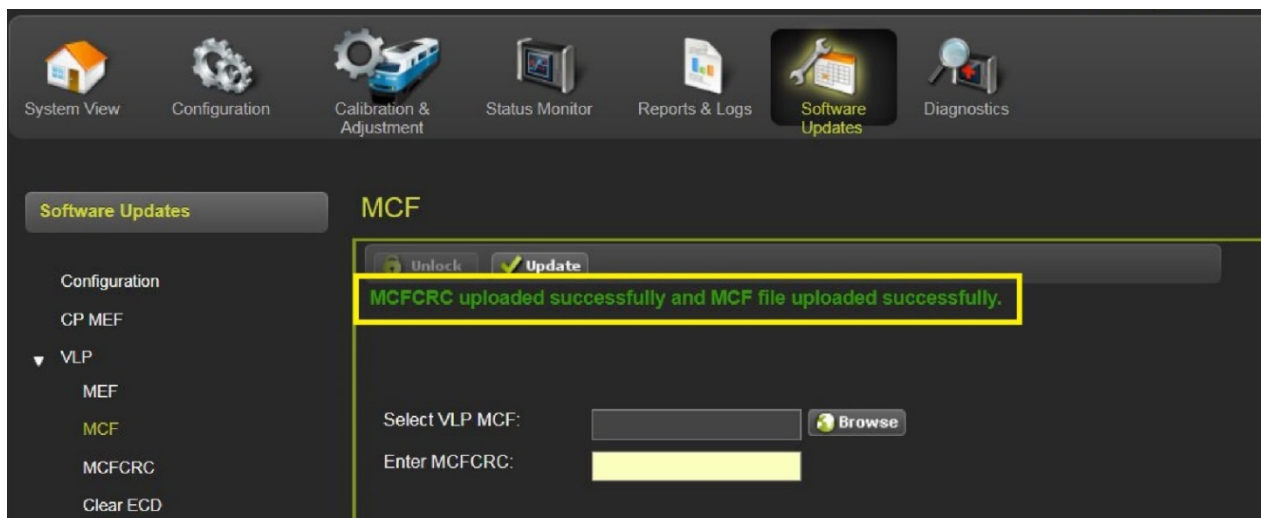 System View
Configuration
Calibration &
Adjustment
Status Monitor
Reports & Logs
Software
Updates
Diagnostics
Software Updates
MCF
Unlock
Update
MCFCRC uploaded successfully and MCF file uploaded successfully.
Configuration
CP MEF
VLP
MEF
MCF
MCFCRC
Clear ECD
Select VLP MCF:
Browse
Enter MCFCRC: